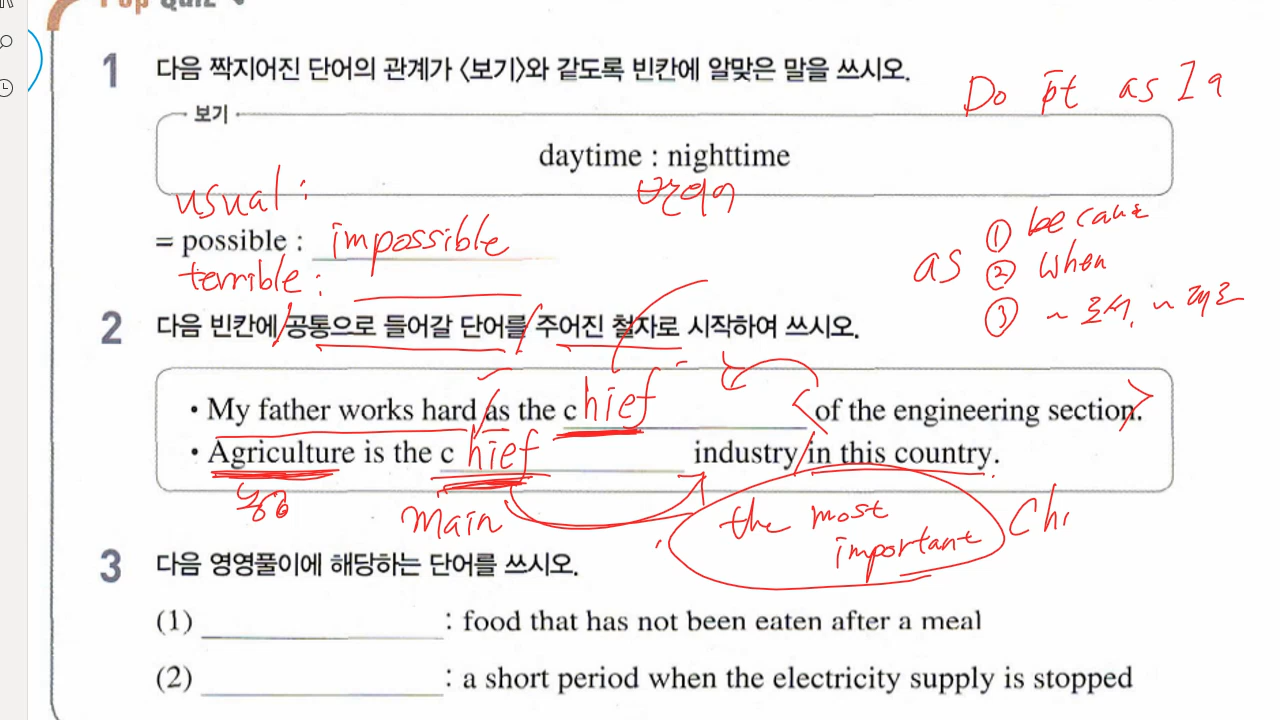 Pop Quiz
1 다음 짝지어진 단어의 관계가 <보기>와 같도록 빈칸에 알맞은 말을 쓰시오.
Do pt as I
보기
daytime : nighttime
반의어
usual :
= possible : impossible
terrible :
as ① because
② when
③ ~로서, ~대로
2 다음 빈칸에 공통으로 들어갈 단어를 주어진 철자로 시작하여 쓰시오.
• My father works hard as the chief of the engineering section.
• Agriculture is the chief industry in this country.
농업
main
the most
important
Chi
3 다음 영영풀이에 해당하는 단어를 쓰시오.
(1) : food that has not been eaten after a meal
(2) : a short period when the electricity supply is stopped